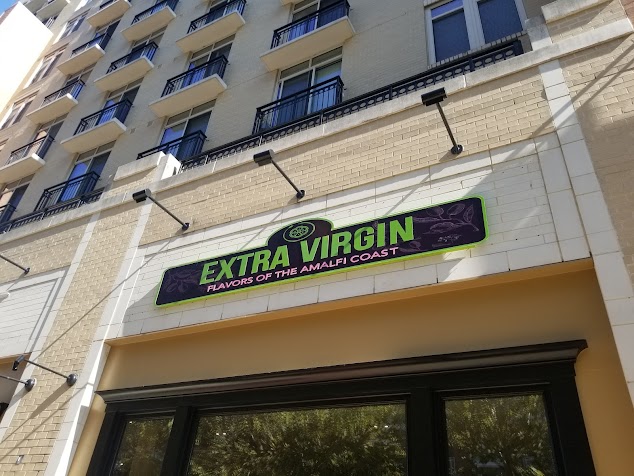 EXTRA VIRGIN
FLAVORS OF THE AMALFI COAST